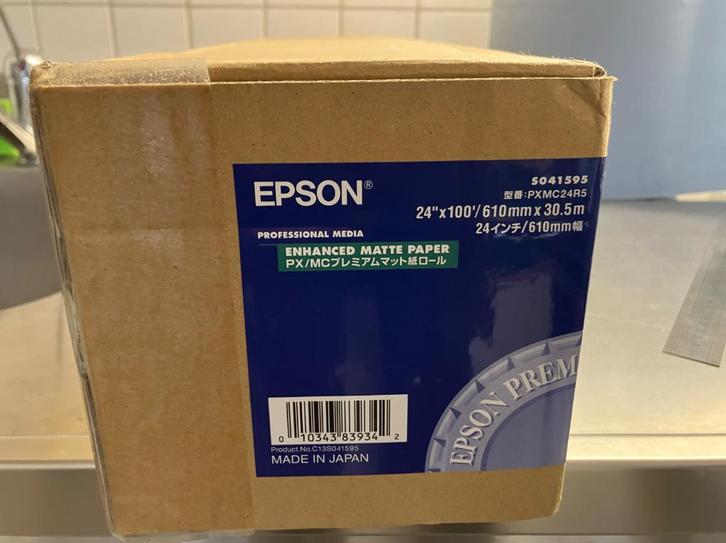 EPSON®
S041595
型番:PXMC24R5
24"x100'/610mm x 30.5m
24インチ/610mm幅
PROFESSIONAL MEDIA
ENHANCED MATTE PAPER
PX/MCプレミアムマット紙ロール
EPSON PREM
0 10343 83934 2
Product No.C13S041595
MADE IN JAPAN